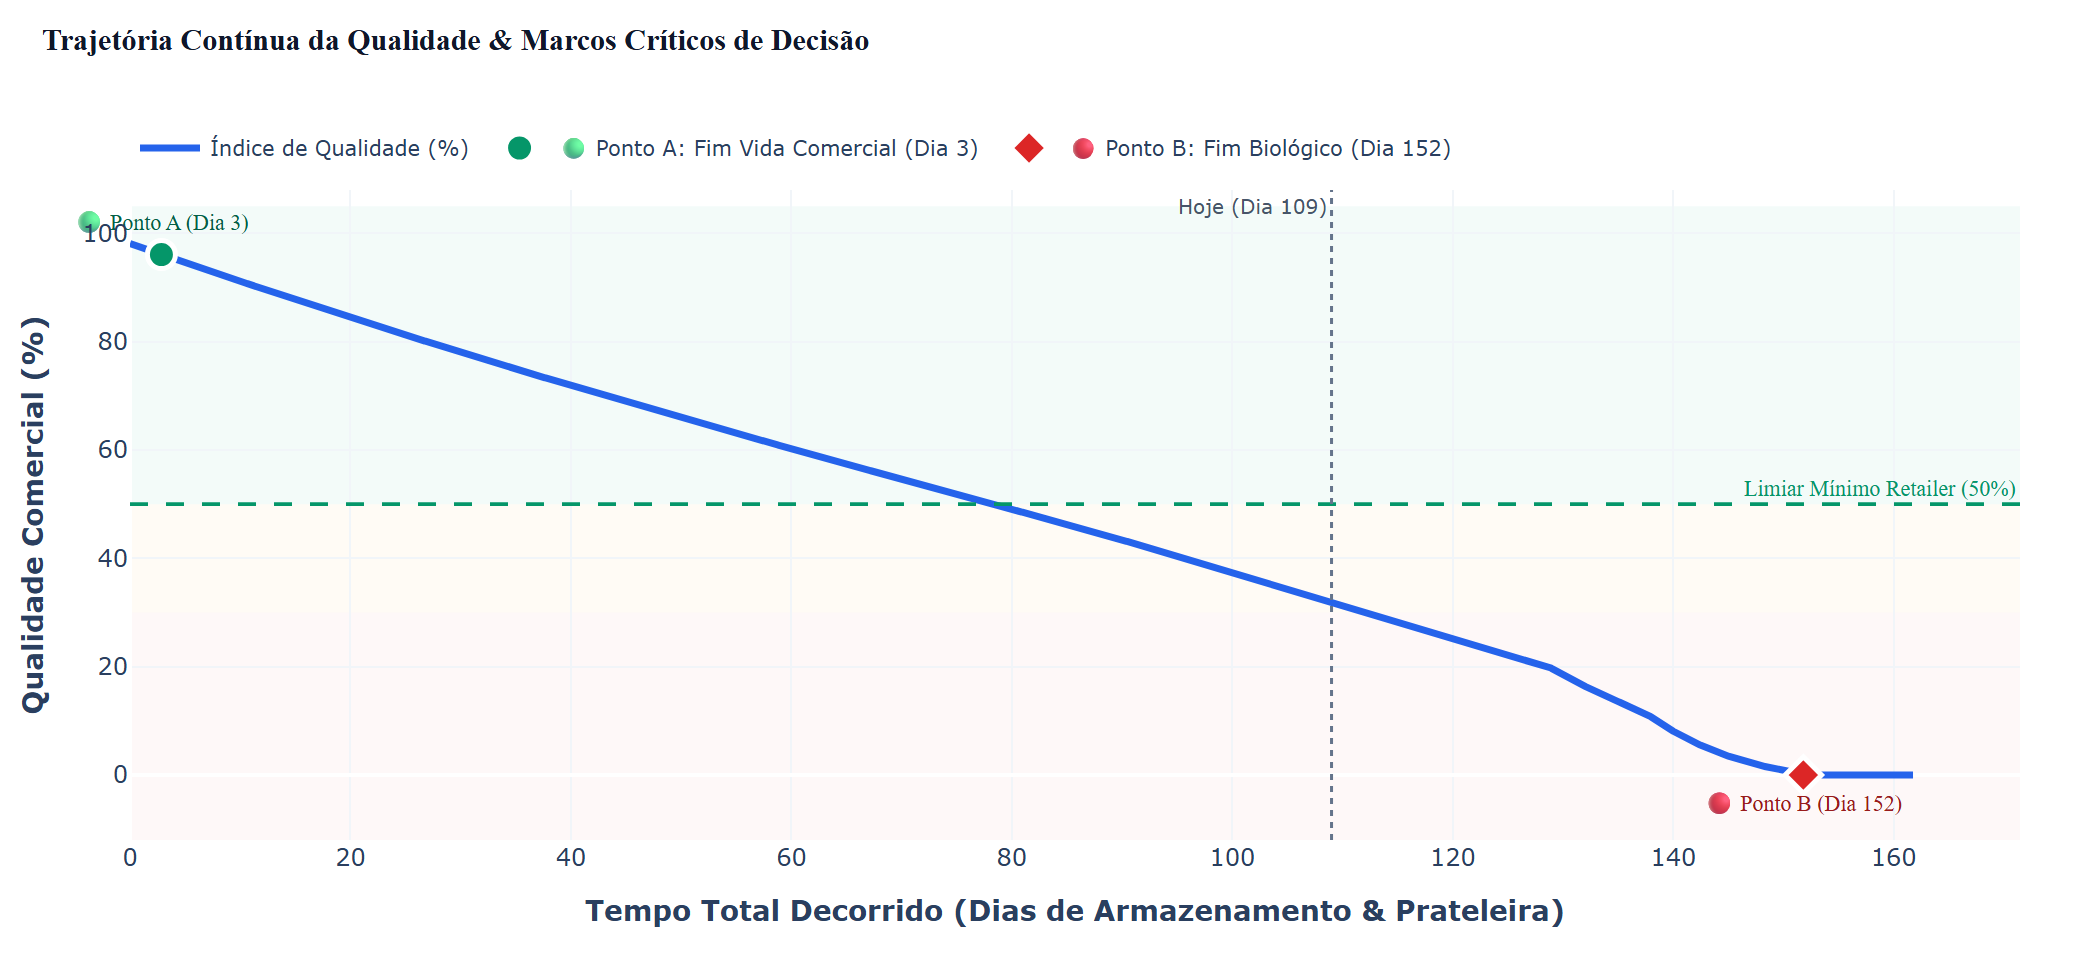 Trajetória Contínua da Qualidade & Marcos Críticos de Decisão
Índice de Qualidade (%)
Ponto A: Fim Vida Comercial (Dia 3)
Ponto B: Fim Biológico (Dia 152)
Hoje (Dia 109)
Ponto A (Dia 3)
100
80
60
Limiar Mínimo Retailer (50%)
40
20
0
Ponto B (Dia 152)
Qualidade Comercial (%)
0 20 40 60 80 100 120 140 160
Tempo Total Decorrido (Dias de Armazenamento & Prateleira)